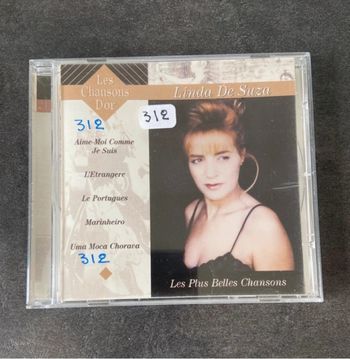 Les
Chansons
D'or
Linda De Suza
312
312
Aime-Moi Comme
Je Suis
L'Etrangere
Le Portugues
Marinheiro
Uma Moca Chorava
312
Les Plus Belles Chansons